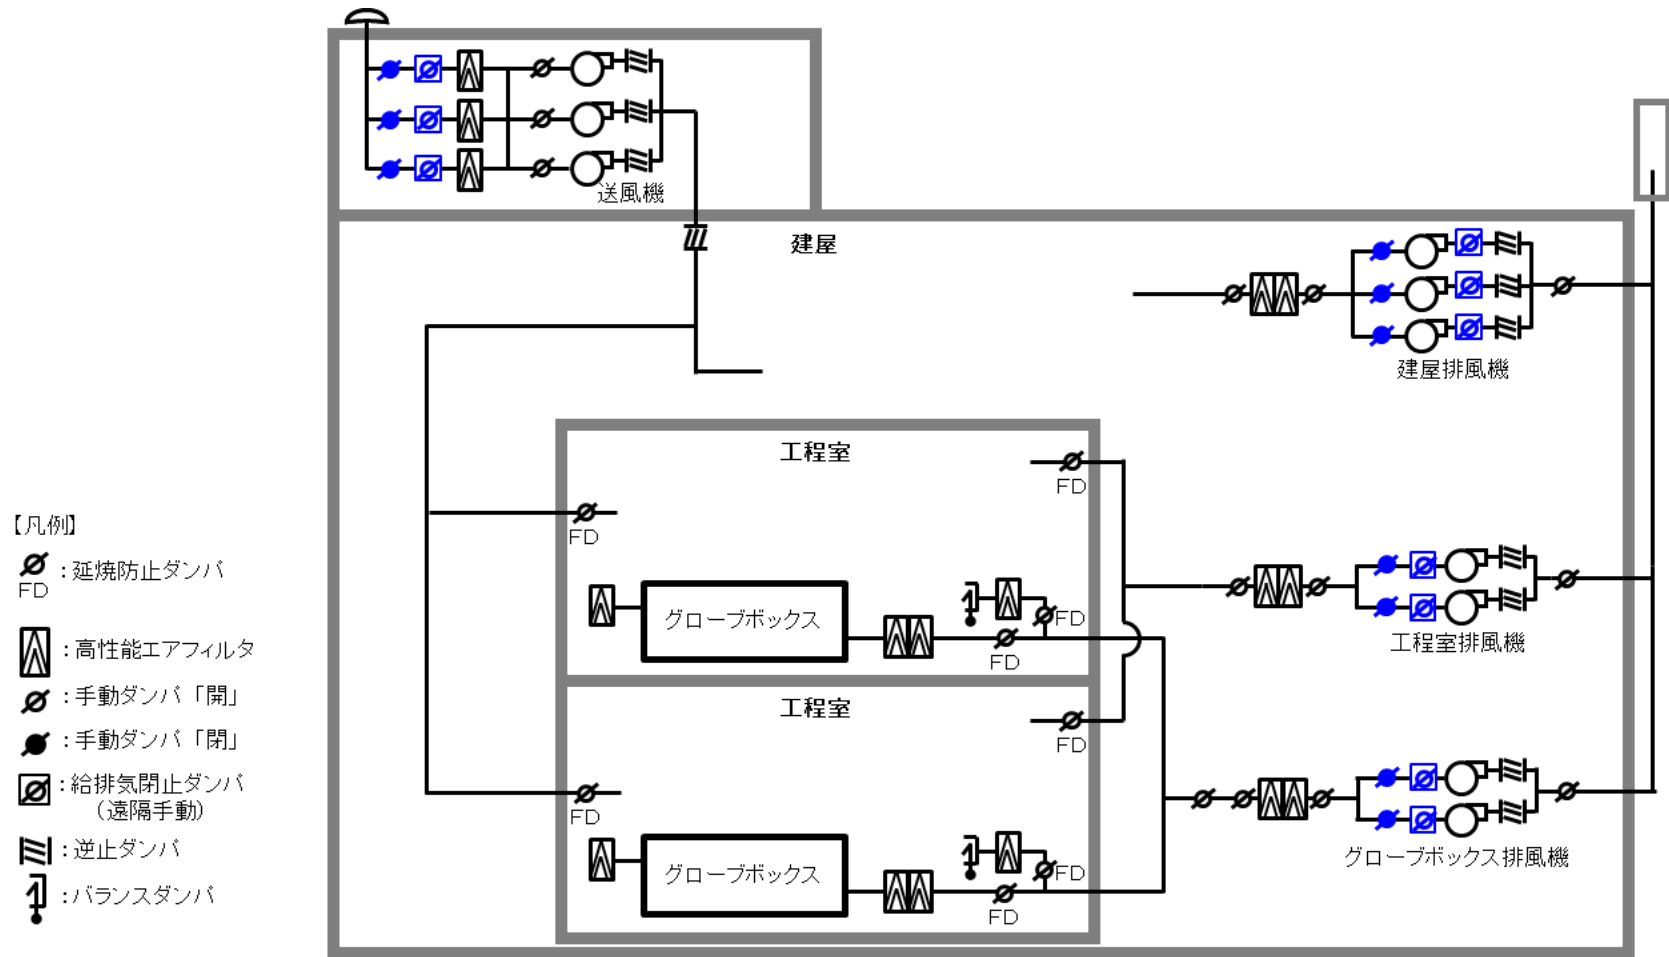 送風機
建屋
建屋排風機
工程室
FD
FD
【凡例】
FD
:延焼防止ダンパ
:高性能エアフィルタ
:手動ダンパ「開」
:手動ダンパ「閉」
:給排気閉止ダンパ
(遠隔手動)
:逆止ダンパ
:バランスダンパ
グローブボックス
FD
FD
工程室排風機
工程室
FD
FD
グローブボックス
FD
FD
グローブボックス排風機